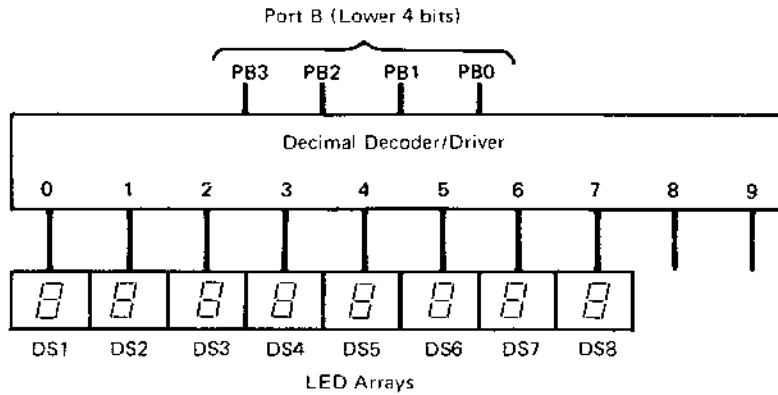 Port B (Lower 4 bits)
PB3 PB2 PB1 PB0
Decimal Decoder/Driver
0 1 2 3 4 5 6 7 8 9
DS1 DS2 DS3 DS4 DS5 DS6 DS7 DS8
LED Arrays